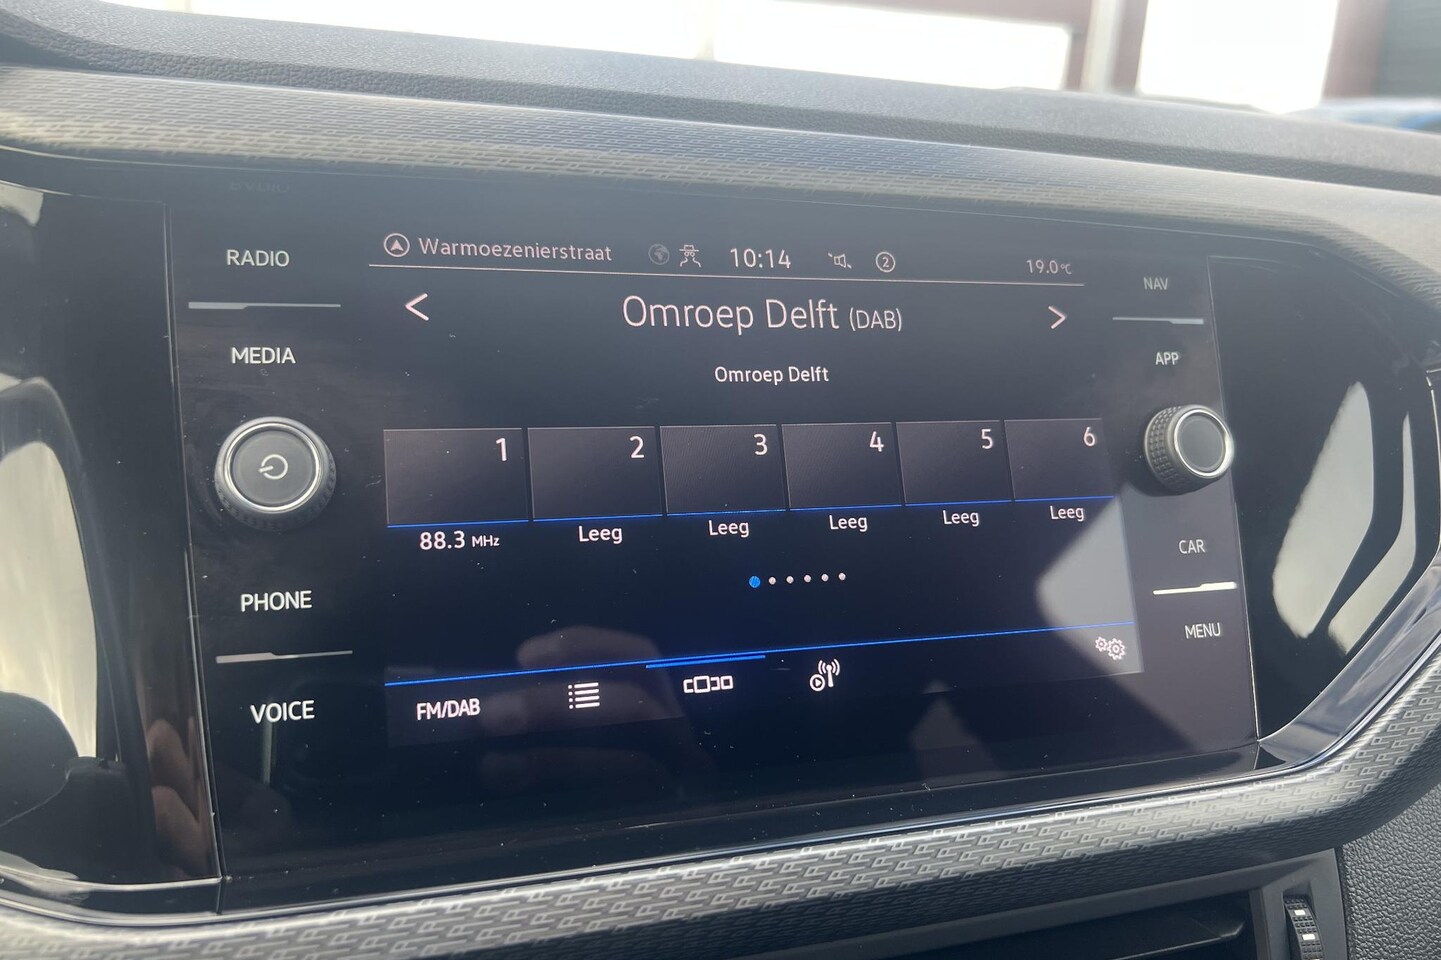 RADIO
MEDIA
PHONE
VOICE
Warmoezenierstraat 10:14 2 19.0°C
< Omroep Delft (DAB) >
Omroep Delft
1 2 3 4 5 6
88.3 MHz Leeg Leeg Leeg Leeg Leeg
FM/DAB
NAV
APP
CAR
MENU